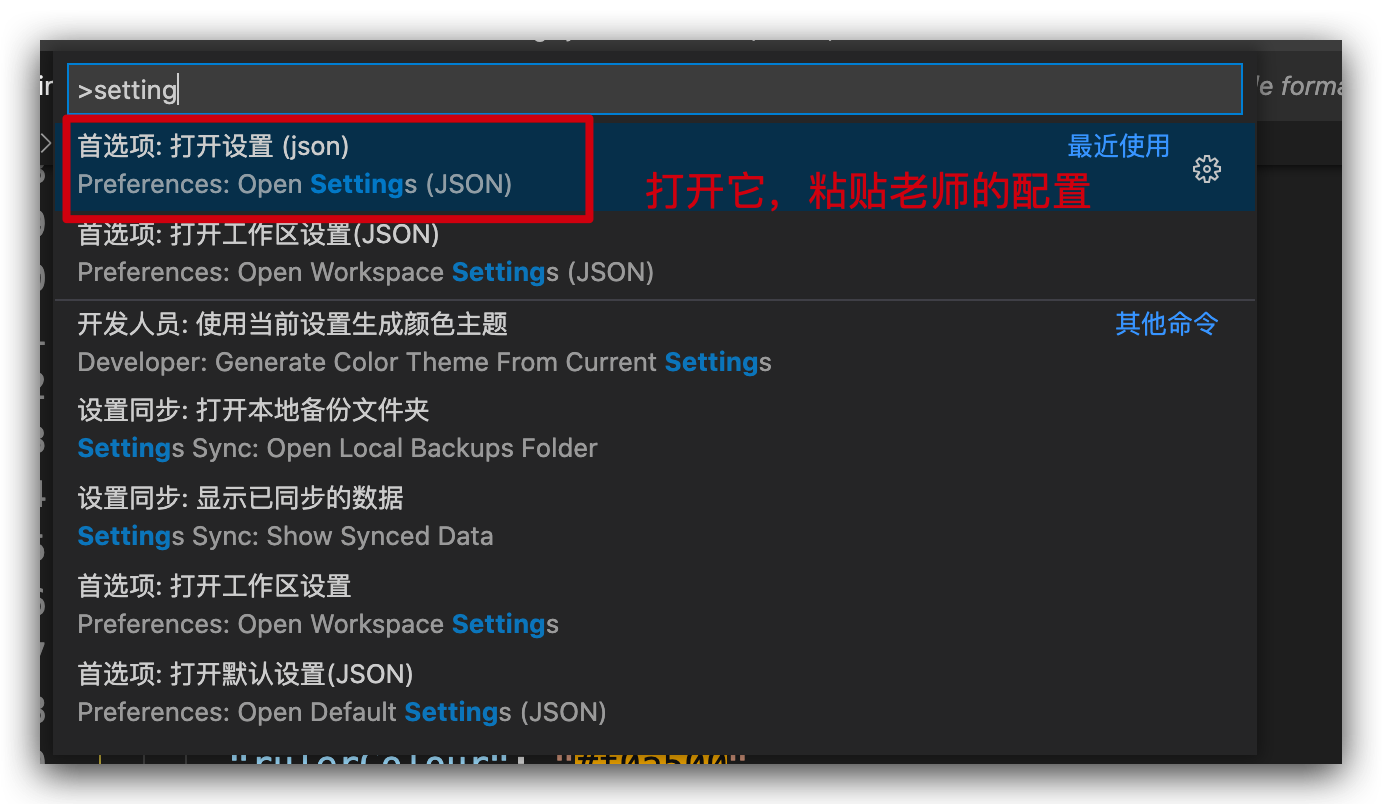 >setting
le forma
首选项: 打开设置 (json)
最近使用
Preferences: Open Settings (JSON)
打开它，粘贴老师的配置
首选项: 打开工作区设置(JSON)
Preferences: Open Workspace Settings (JSON)
开发人员: 使用当前设置生成颜色主题
其他命令
Developer: Generate Color Theme From Current Settings
设置同步: 打开本地备份文件夹
Settings Sync: Open Local Backups Folder
设置同步: 显示已同步的数据
Settings Sync: Show Synced Data
首选项: 打开工作区设置
Preferences: Open Workspace Settings
首选项: 打开默认设置(JSON)
Preferences: Open Default Settings (JSON)